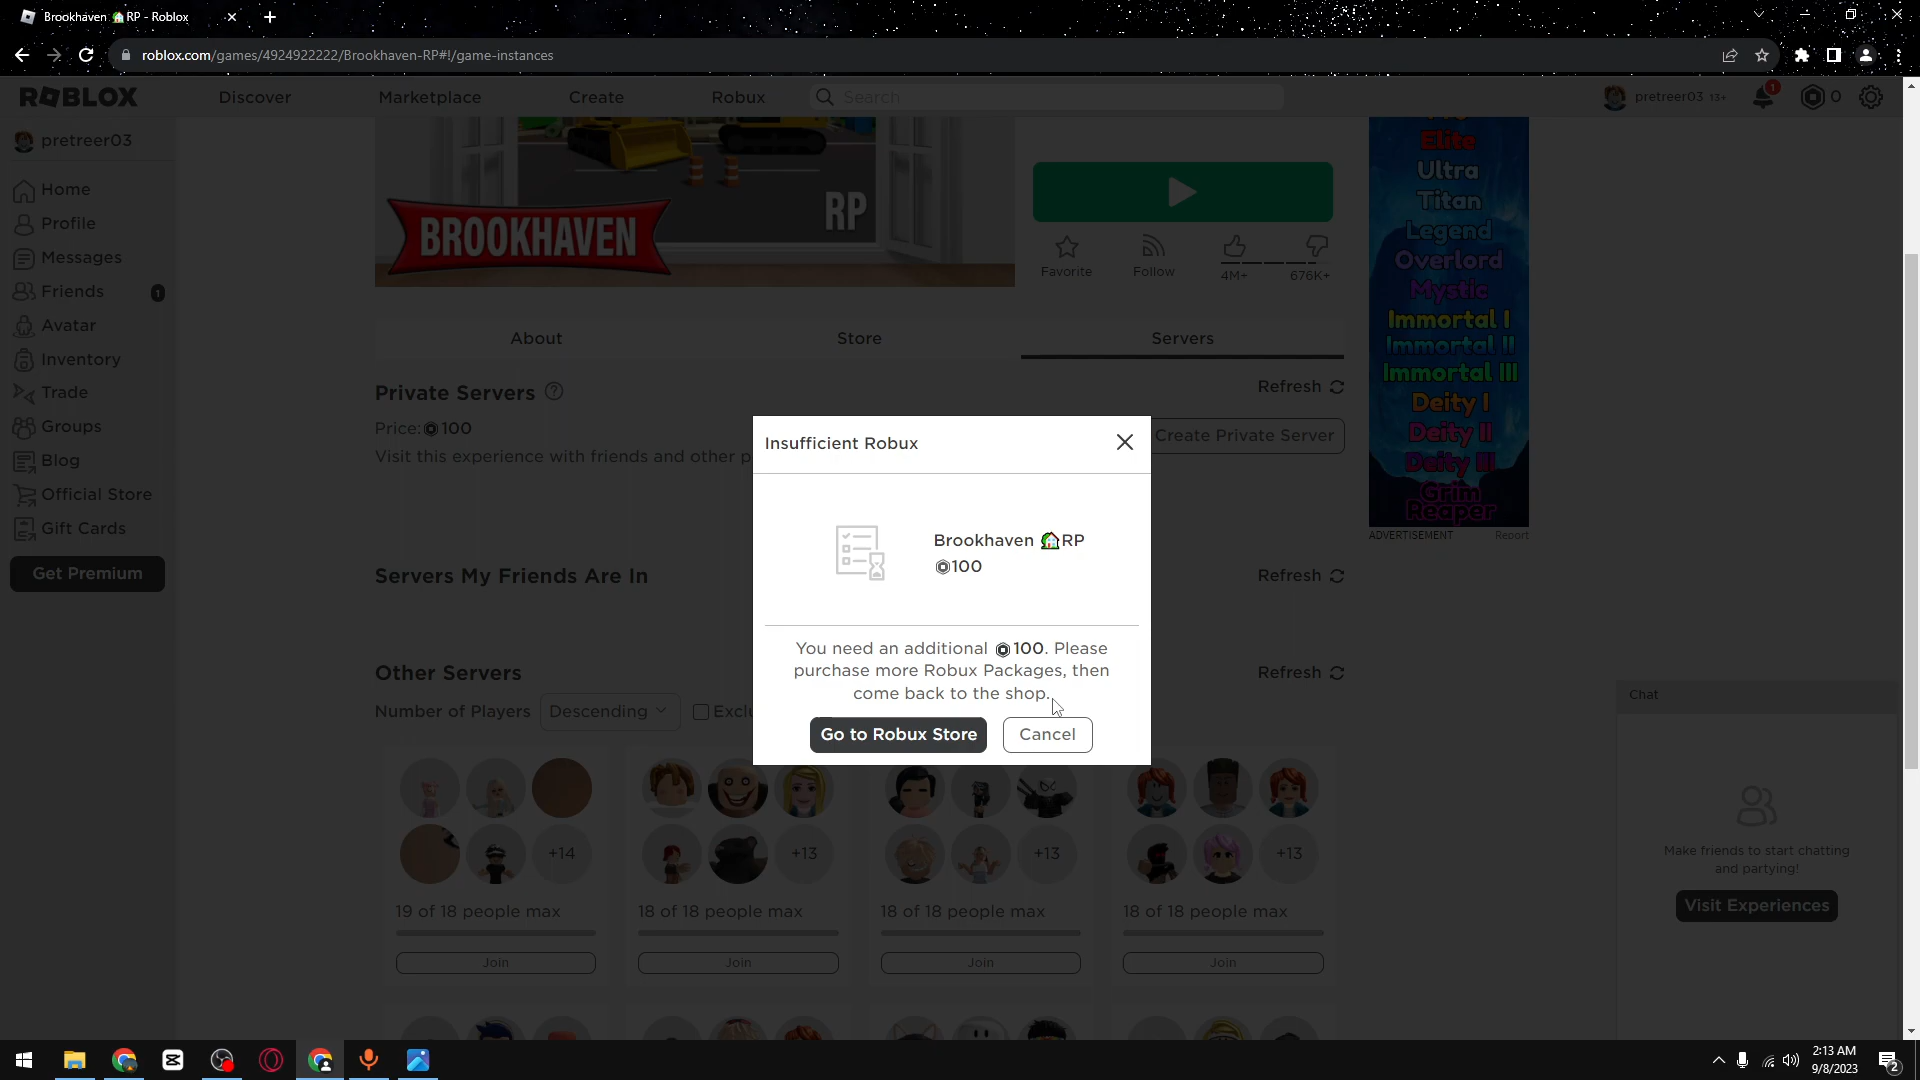 Brookhaven 🏠RP - Roblox
roblox.com/games/4924922222/Brookhaven-RP#!/game-instances
ROBLOX
Discover
Marketplace
Create
Robux
Search
pretreer03 13+
1
0
pretreer03
Home
Profile
Messages
Friends 1
Avatar
Inventory
Trade
Groups
Blog
Official Store
Gift Cards
Get Premium
BROOKHAVEN
RP
Favorite
Follow
4M+
676K+
About
Store
Servers
Private Servers ?
Refresh
Price: 100
Create Private Server
Visit this experience with friends and other p
Servers My Friends Are In
Refresh
Other Servers
Refresh
Number of Players
Descending
Exclu
+14
+13
+13
+13
19 of 18 people max
18 of 18 people max
18 of 18 people max
18 of 18 people max
Join
Join
Join
Join
Insufficient Robux
Brookhaven 🏠RP
100
You need an additional 100. Please
purchase more Robux Packages, then
come back to the shop.
Go to Robux Store
Cancel
Elite
Ultra
Titan
Legend
Overlord
Mystic
Immortal I
Immortal II
Immortal III
Deity I
Deity II
Deity III
Grim
Reaper
ADVERTISEMENT
Report
Chat
Make friends to start chatting
and partying!
Visit Experiences
2:13 AM
9/8/2023
2